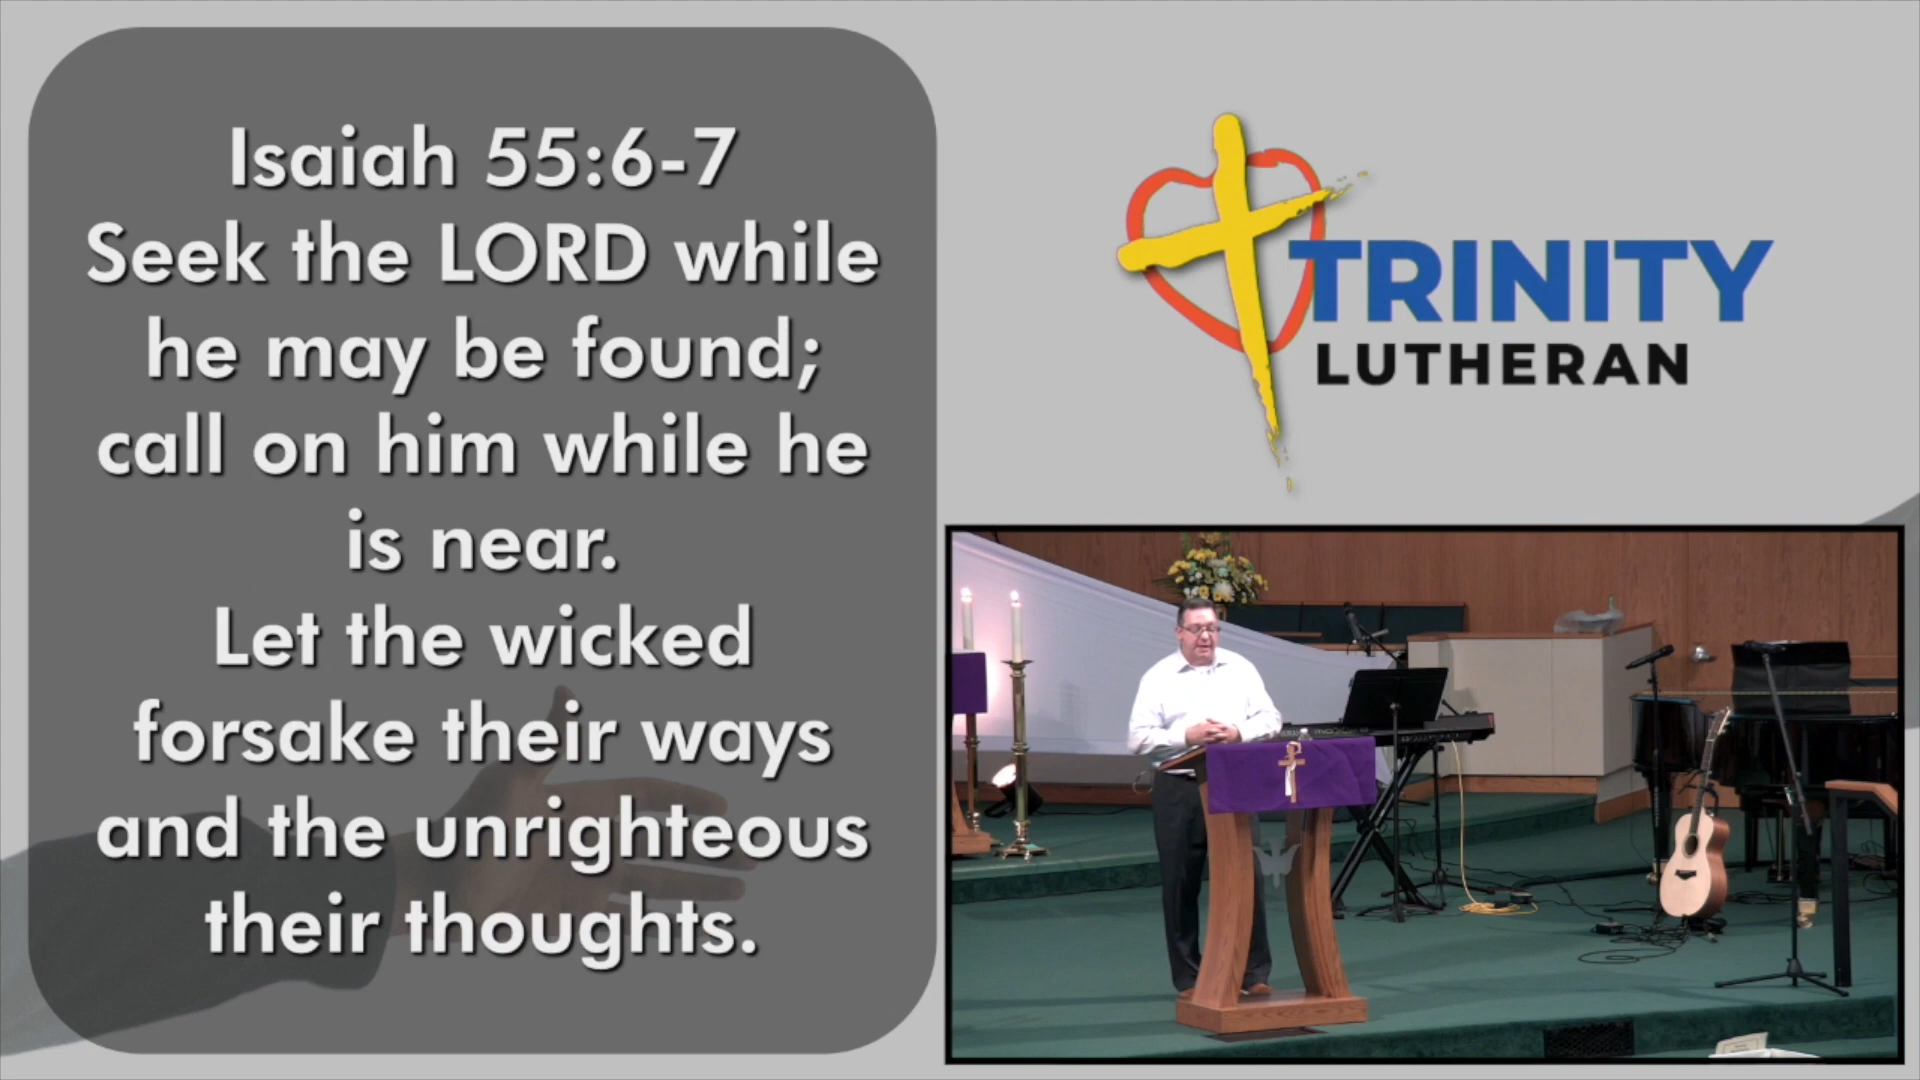 Isaiah 55:6-7
Seek the LORD while
he may be found;
call on him while he
is near.
Let the wicked
forsake their ways
and the unrighteous
their thoughts.
TRINITY
LUTHERAN